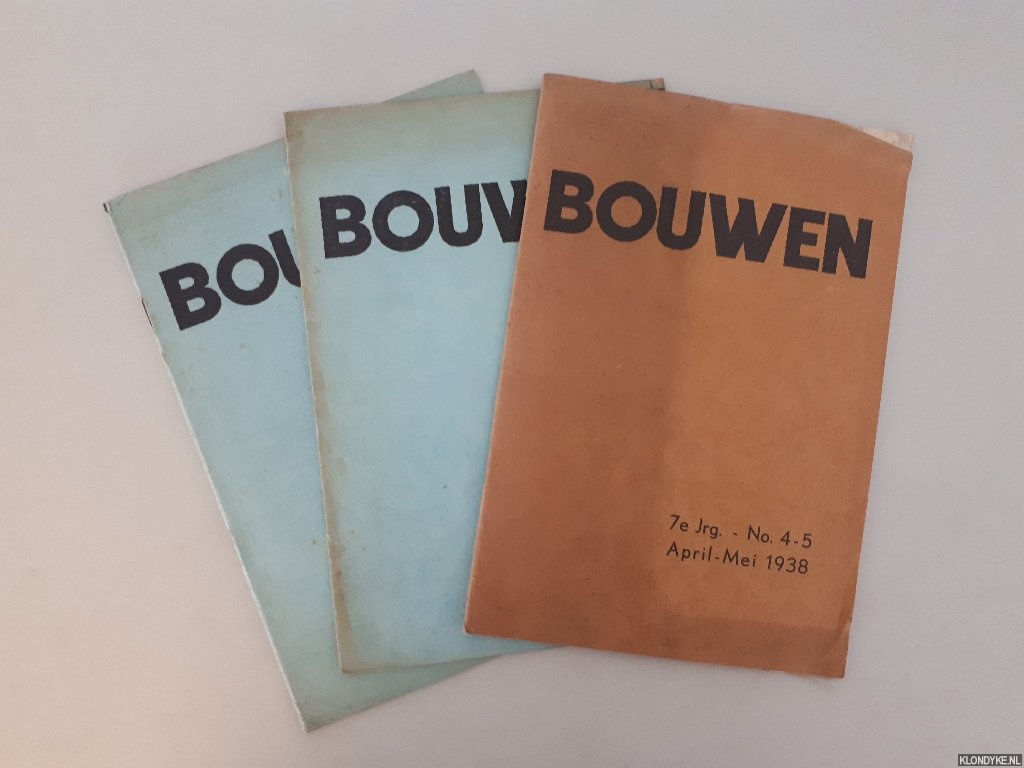 BOU
BOUW
BOUWEN
7e Jrg. - No. 4-5
April-Mei 1938
KLONDYKE.NL